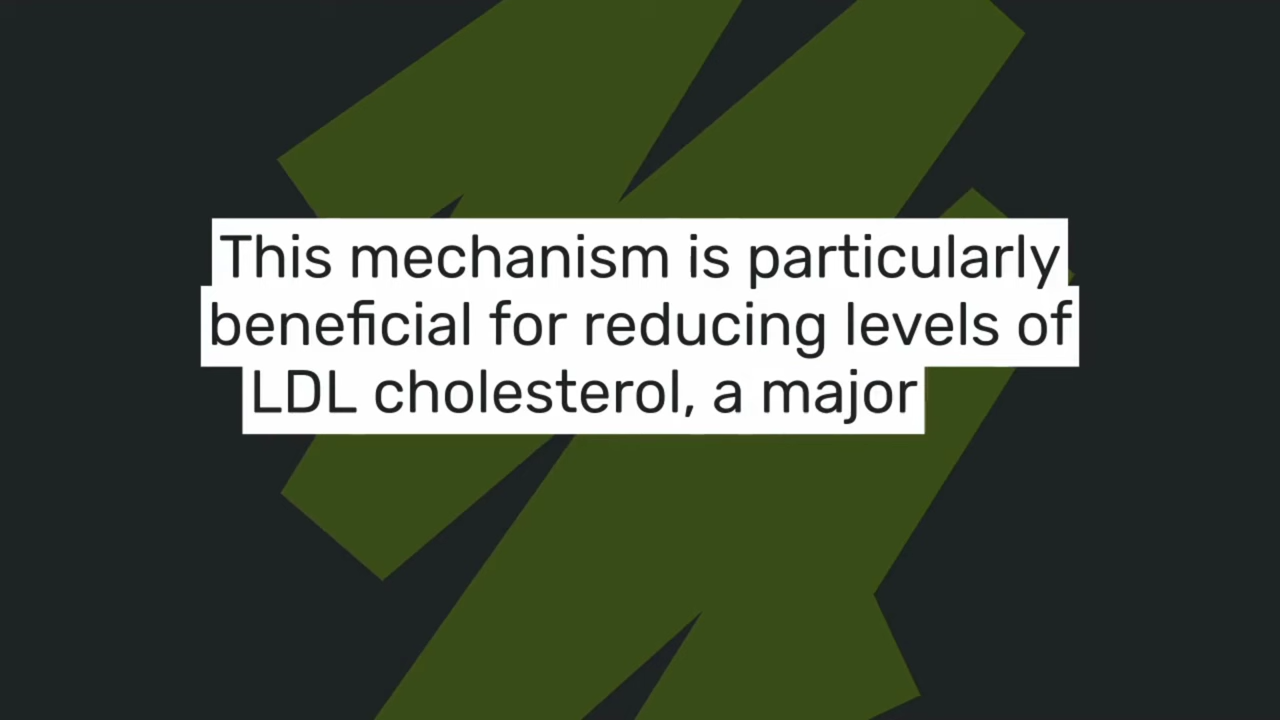 This mechanism is particularly
beneficial for reducing levels of
LDL cholesterol, a major